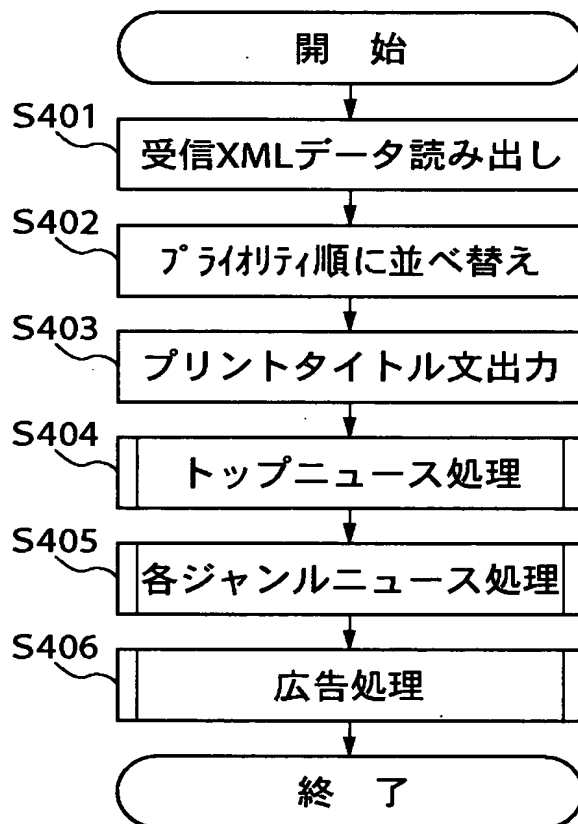 開 始
S401
受信XMLデータ読み出し
S402
プライオリティ順に並べ替え
S403
プリントタイトル文出力
S404
トップニュース処理
S405
各ジャンルニュース処理
S406
広告処理
終 了